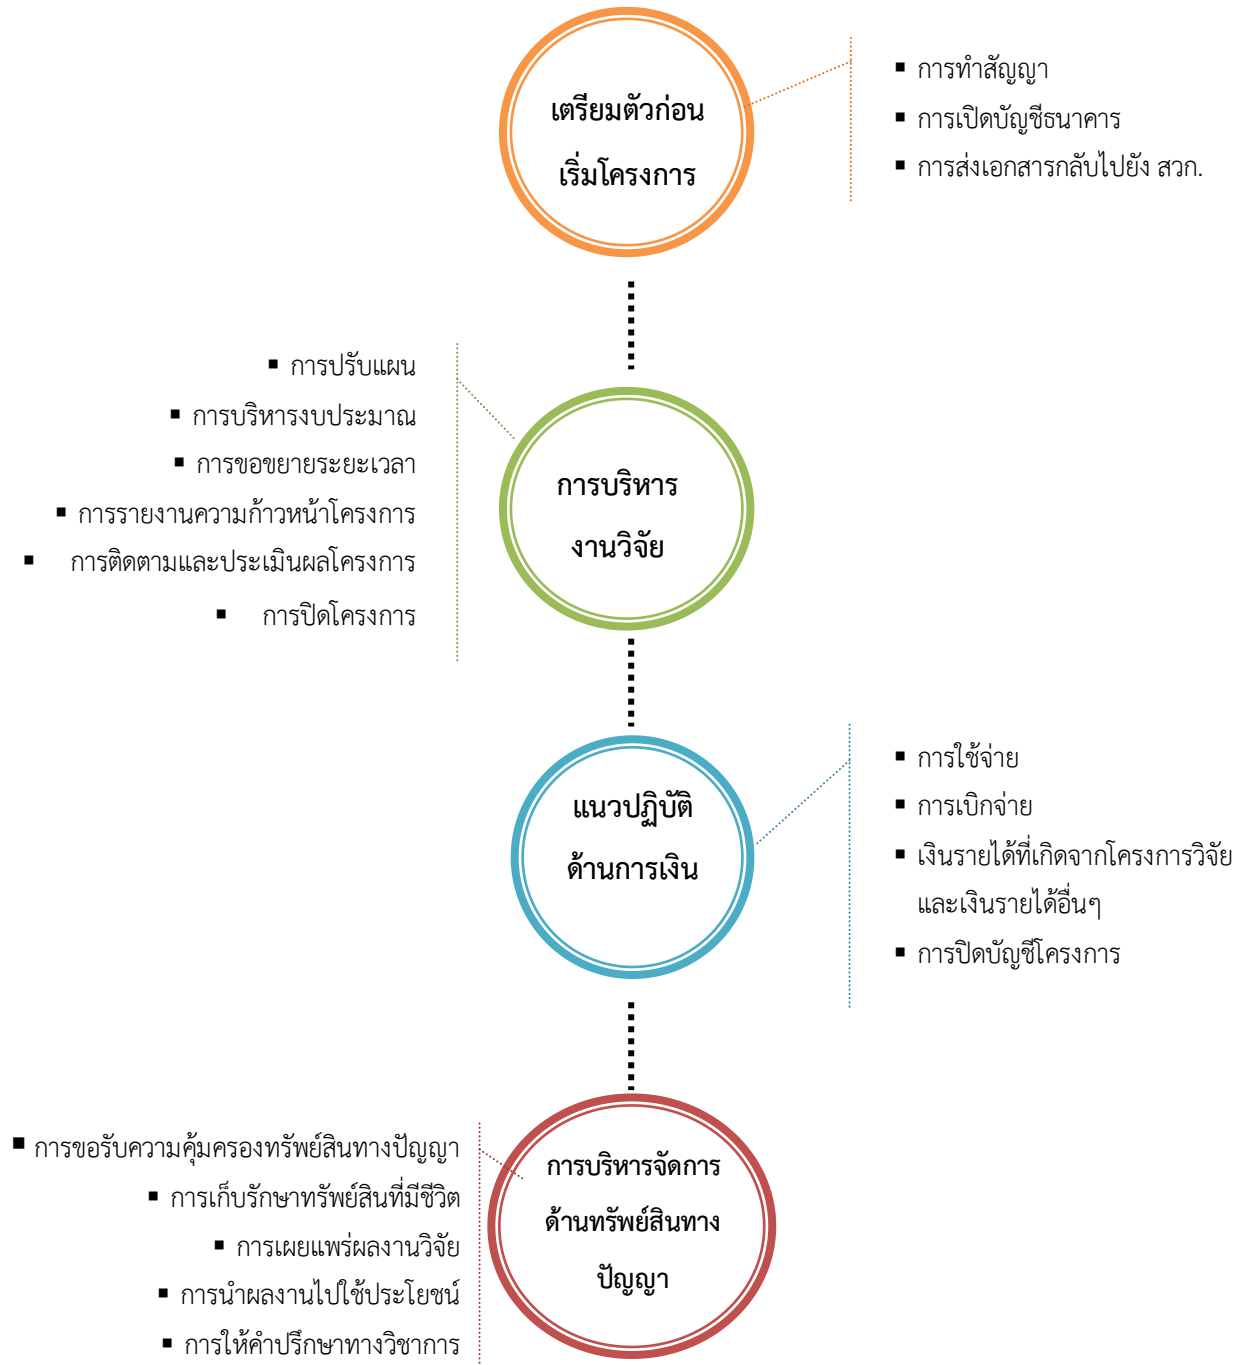 เตรียมตัวก่อน
เริ่มโครงการ
▪ การทำสัญญา
▪ การเปิดบัญชีธนาคาร
▪ การส่งเอกสารกลับไปยัง สวก.
▪ การปรับแผน
▪ การบริหารงบประมาณ
▪ การขอขยายระยะเวลา
▪ การรายงานความก้าวหน้าโครงการ
▪ การติดตามและประเมินผลโครงการ
▪ การปิดโครงการ
การบริหาร
งานวิจัย
แนวปฏิบัติ
ด้านการเงิน
▪ การใช้จ่าย
▪ การเบิกจ่าย
▪ เงินรายได้ที่เกิดจากโครงการวิจัย
และเงินรายได้อื่นๆ
▪ การปิดบัญชีโครงการ
▪ การขอรับความคุ้มครองทรัพย์สินทางปัญญา
▪ การเก็บรักษาทรัพย์สินที่มีชีวิต
▪ การเผยแพร่ผลงานวิจัย
▪ การนำผลงานไปใช้ประโยชน์
▪ การให้คำปรึกษาทางวิชาการ
การบริหารจัดการ
ด้านทรัพย์สินทาง
ปัญญา